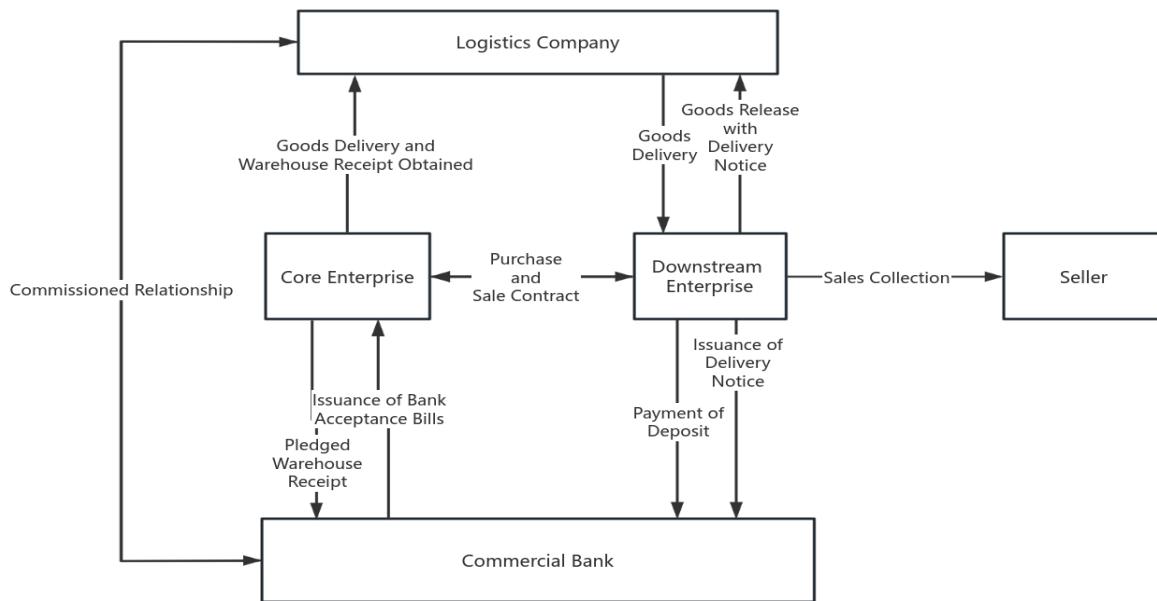 Logistics Company
Goods Delivery and
Warehouse Receipt Obtained
Goods
Delivery
Goods Release
with
Delivery
Notice
Commissioned Relationship
Core Enterprise
Purchase
and
Sale Contract
Downstream
Enterprise
Sales Collection
Seller
Issuance of Bank
Acceptance Bills
Pledged
Warehouse
Receipt
Payment of
Deposit
Issuance of
Delivery
Notice
Commercial Bank